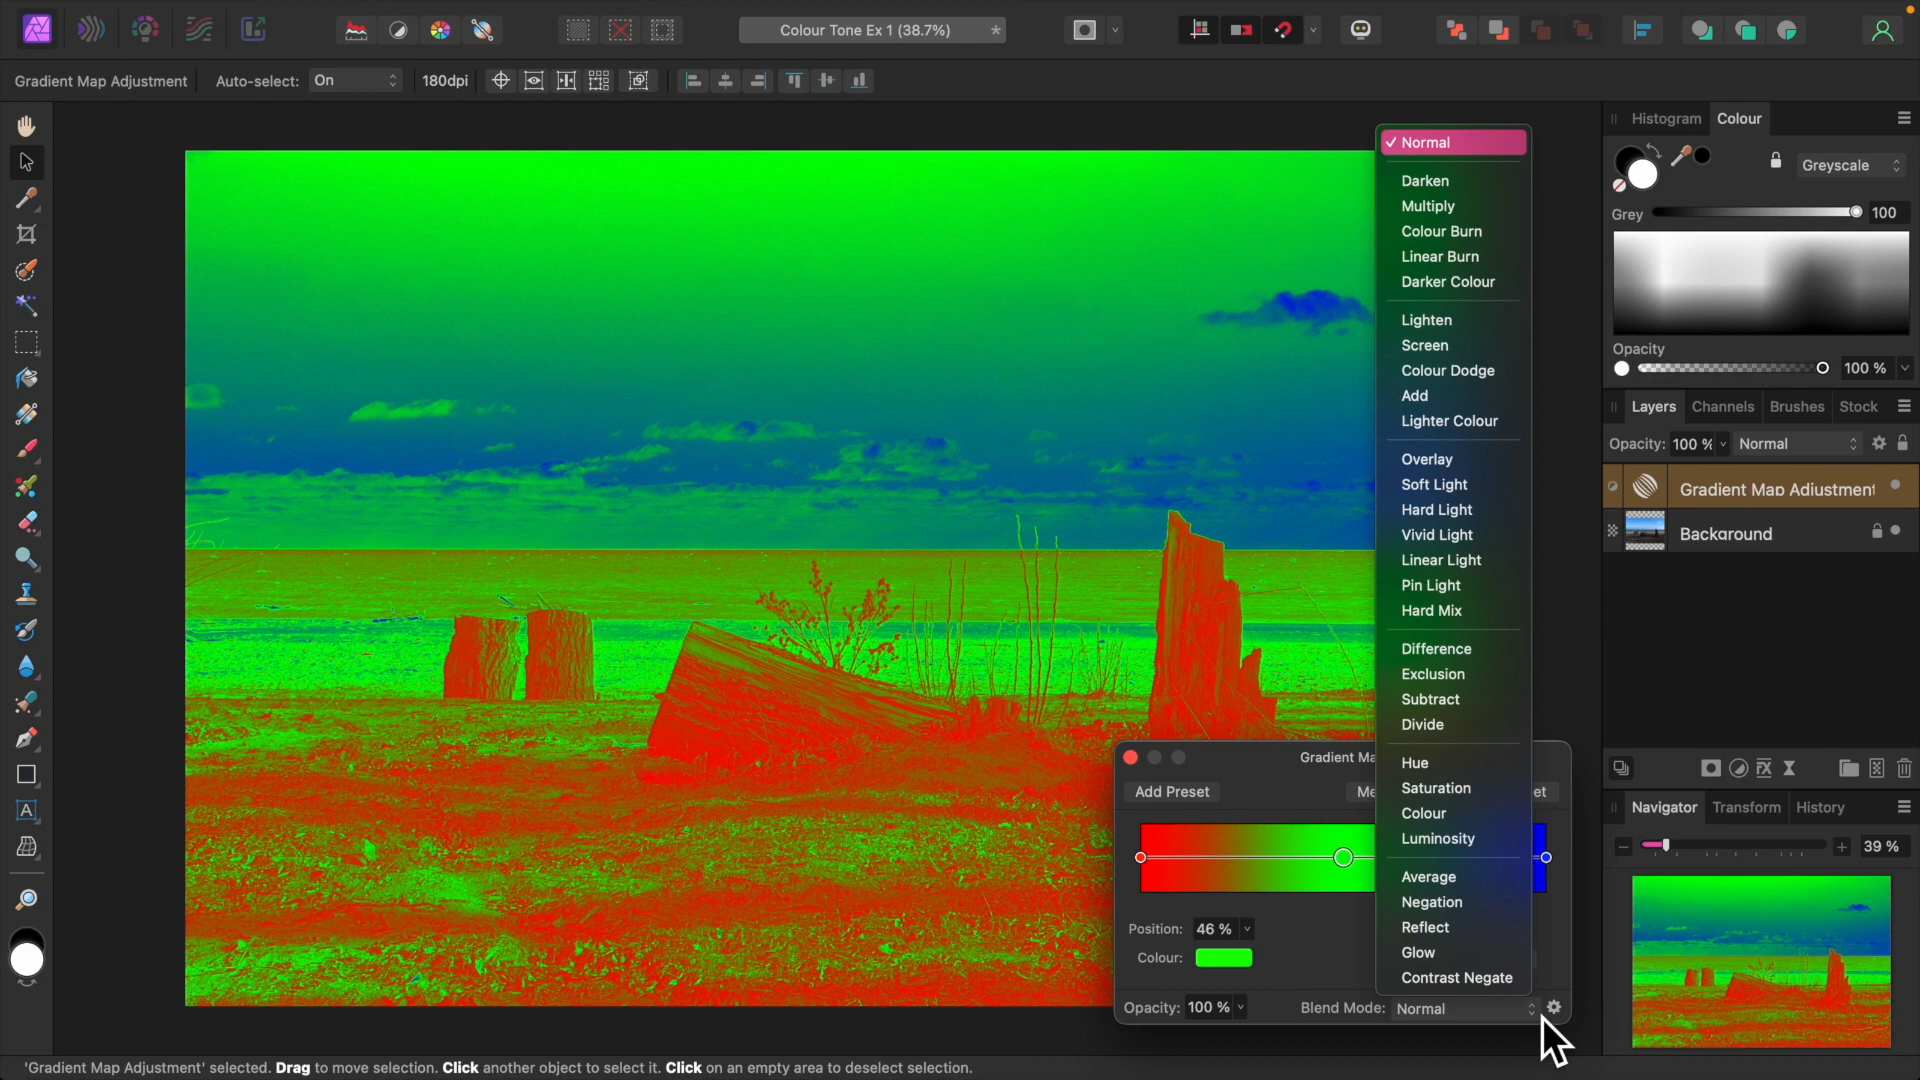 Colour Tone Ex 1 (38.7%) *
Gradient Map Adjustment Auto-select: On 180dpi
Histogram Colour
Greyscale
Grey 100
Opacity
100 %
Layers Channels Brushes Stock
Opacity: 100 % Normal
Gradient Map Adjustment
Background
Navigator Transform History
39 %
Normal
Darken
Multiply
Colour Burn
Linear Burn
Darker Colour
Lighten
Screen
Colour Dodge
Add
Lighter Colour
Overlay
Soft Light
Hard Light
Vivid Light
Linear Light
Pin Light
Hard Mix
Difference
Exclusion
Subtract
Divide
Hue
Saturation
Colour
Luminosity
Average
Negation
Reflect
Glow
Contrast Negate
Gradient Ma
Add Preset Me et
Position: 46 %
Colour:
Opacity: 100 % Blend Mode: Normal
'Gradient Map Adjustment' selected. Drag to move selection. Click another object to select it. Click on an empty area to deselect selection.